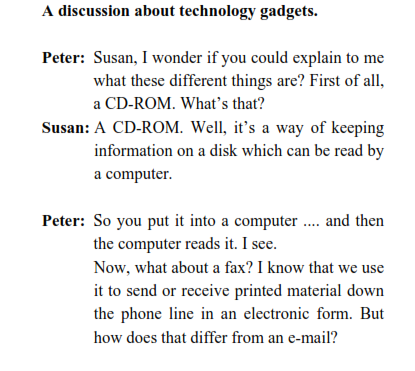 A discussion about technology gadgets.
Peter: Susan, I wonder if you could explain to me
what these different things are? First of all,
a CD-ROM. What's that?
Susan: A CD-ROM. Well, it's a way of keeping
information on a disk which can be read by
a computer.
Peter: So you put it into a computer .... and then
the computer reads it. I see.
Now, what about a fax? I know that we use
it to send or receive printed material down
the phone line in an electronic form. But
how does that differ from an e-mail?